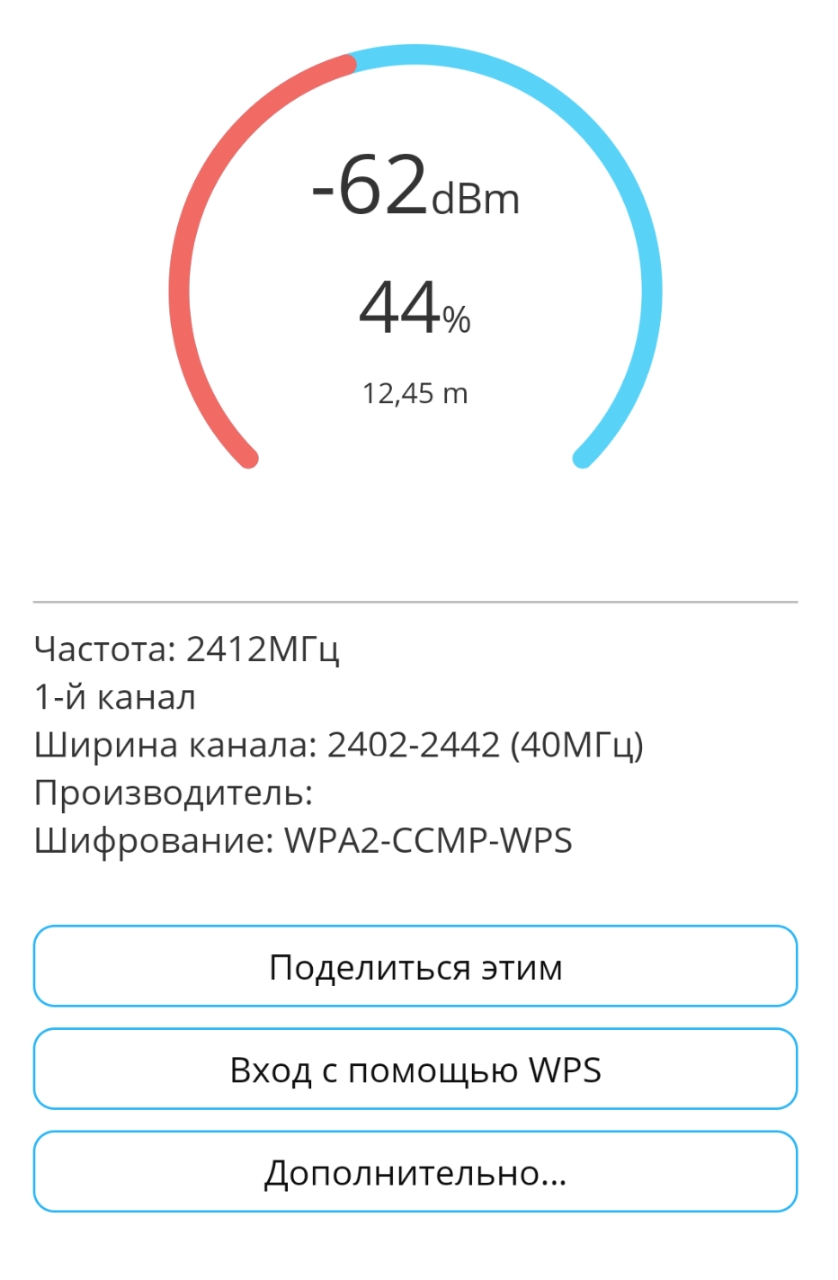 -62dBm
44%
12,45 m
Частота: 2412МГц
1-й канал
Ширина канала: 2402-2442 (40МГц)
Производитель:
Шифрование: WPA2-CCMP-WPS
Поделиться этим
Вход с помощью WPS
Дополнительно...